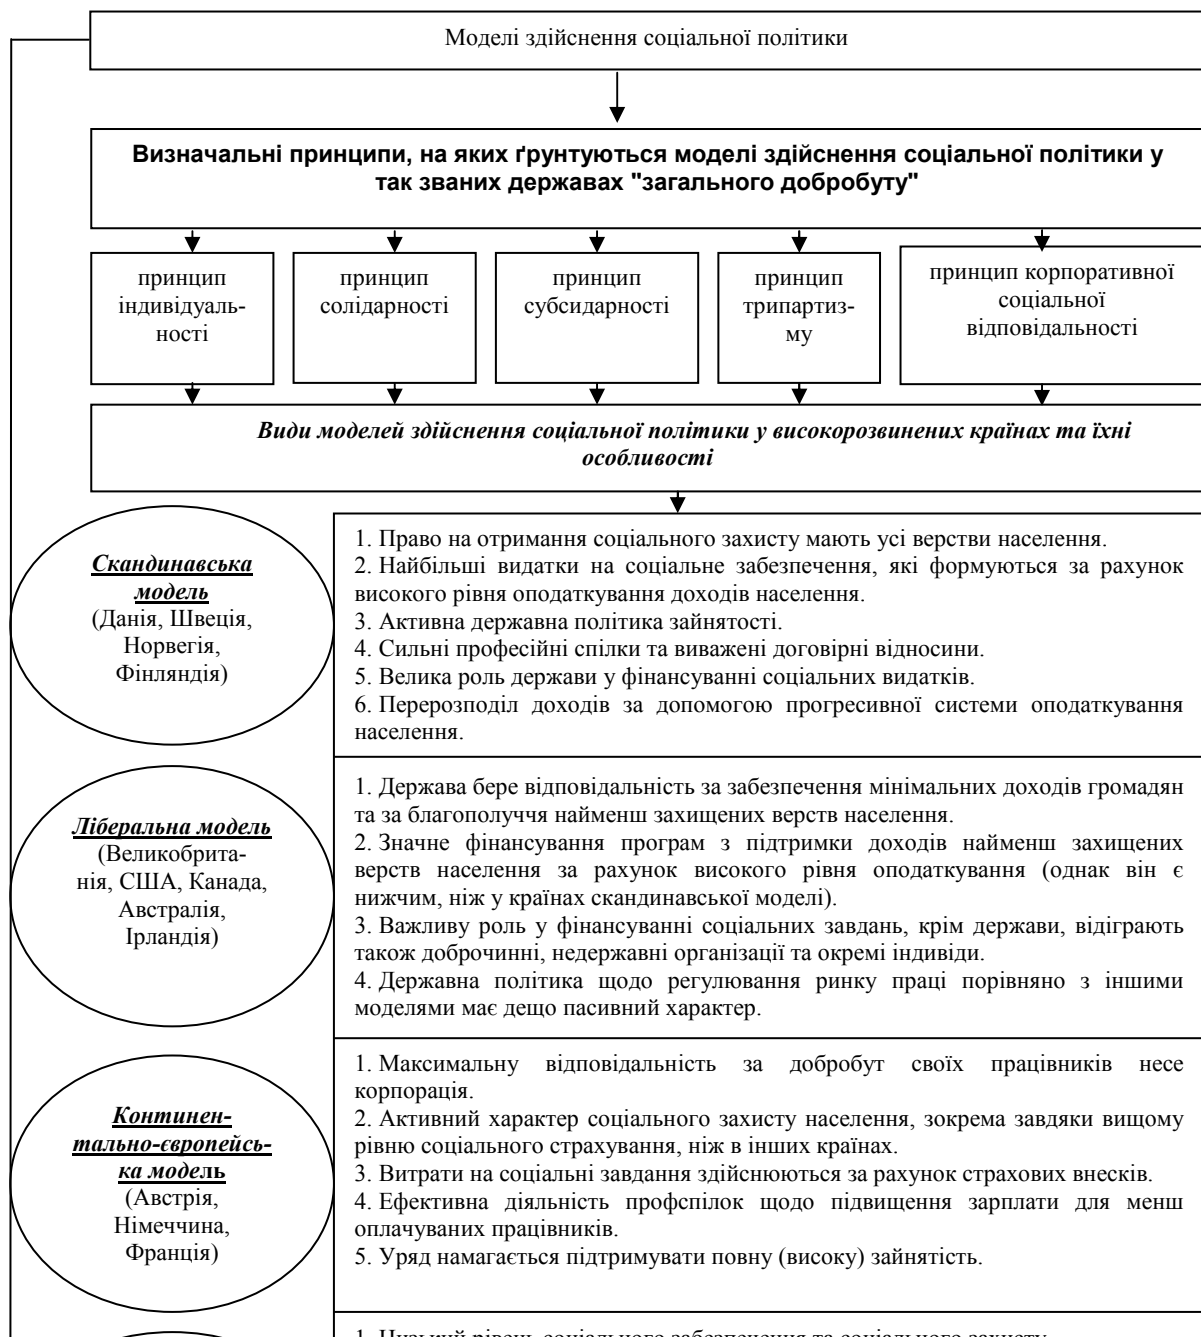 Моделі здійснення соціальної політики
Визначальні принципи, на яких ґрунтуються моделі здійснення соціальної політики у
так званих державах "загального добробуту"
принцип
індивідуаль-
ності
принцип
солідарності
принцип
субсидарності
принцип
трипартиз-
му
принцип корпоративної
соціальної
відповідальності
Види моделей здійснення соціальної політики у високорозвинених країнах та їхні
особливості
Скандинавська
модель
(Данія, Швеція,
Норвегія,
Фінляндія)
1. Право на отримання соціального захисту мають усі верстви населення.
2. Найбільші видатки на соціальне забезпечення, які формуються за рахунок
високого рівня оподаткування доходів населення.
3. Активна державна політика зайнятості.
4. Сильні професійні спілки та виважені договірні відносини.
5. Велика роль держави у фінансуванні соціальних видатків.
6. Перерозподіл доходів за допомогою прогресивної системи оподаткування
населення.
Ліберальна модель
(Великобрита-
нія, США, Канада,
Австралія,
Ірландія)
1. Держава бере відповідальність за забезпечення мінімальних доходів громадян
та за благополуччя найменш захищених верств населення.
2. Значне фінансування програм з підтримки доходів найменш захищених
верств населення за рахунок високого рівня оподаткування (однак він є
нижчим, ніж у країнах скандинавської моделі).
3. Важливу роль у фінансуванні соціальних завдань, крім держави, відіграють
також доброчинні, недержавні організації та окремі індивіди.
4. Державна політика щодо регулювання ринку праці порівняно з іншими
моделями має дещо пасивний характер.
Континен-
тально-європейсь-
ка модель
(Австрія,
Німеччина,
Франція)
1. Максимальну відповідальність за добробут своїх працівників несе
корпорація.
2. Активний характер соціального захисту населення, зокрема завдяки вищому
рівню соціального страхування, ніж в інших країнах.
3. Витрати на соціальні завдання здійснюються за рахунок страхових внесків.
4. Ефективна діяльність профспілок щодо підвищення зарплати для менш
оплачуваних працівників.
5. Уряд намагається підтримувати повну (високу) зайнятість.
1. Низький рівень соціального забезпечення та соціального захисту